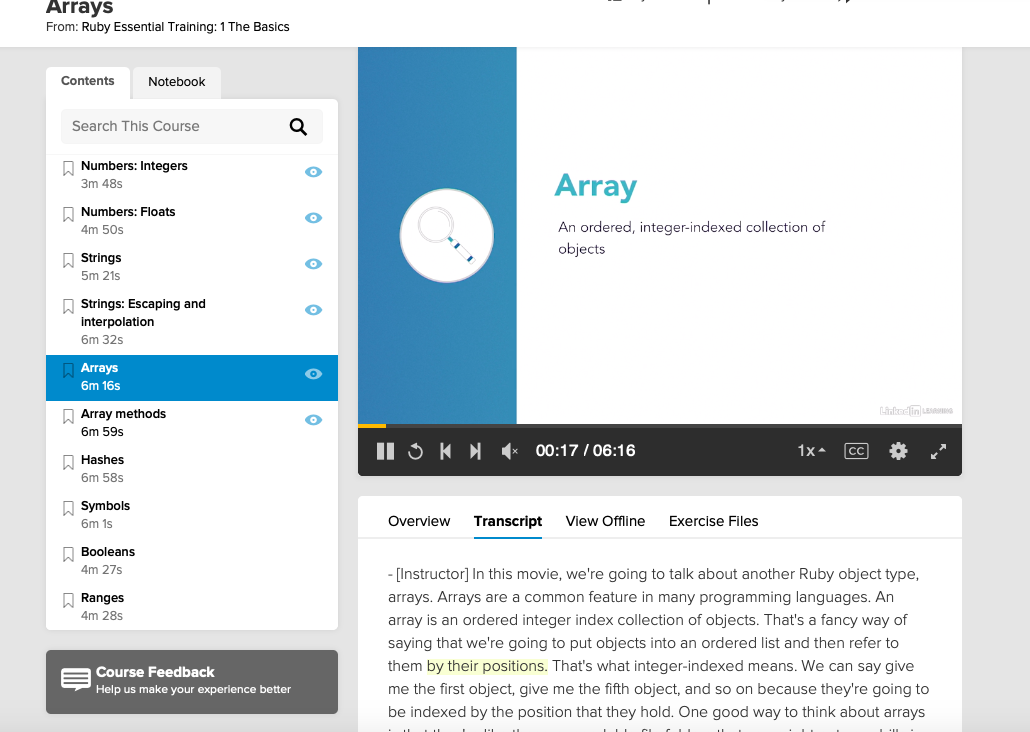 Arrays
From: Ruby Essential Training: 1 The Basics
Contents
Notebook
Search This Course
Numbers: Integers
3m 48s
Numbers: Floats
4m 50s
Strings
5m 21s
Strings: Escaping and
interpolation
6m 32s
Arrays
6m 16s
Array methods
6m 59s
Hashes
6m 58s
Symbols
6m 1s
Booleans
4m 27s
Ranges
4m 28s
Course Feedback
Help us make your experience better
Array
An ordered, integer-indexed collection of
objects
LinkedIn LEARNING
00:17 / 06:16
1x
CC
Overview
Transcript
View Offline
Exercise Files
- [Instructor] In this movie, we're going to talk about another Ruby object type,
arrays. Arrays are a common feature in many programming languages. An
array is an ordered integer index collection of objects. That's a fancy way of
saying that we're going to put objects into an ordered list and then refer to
them by their positions. That's what integer-indexed means. We can say give
me the first object, give me the fifth object, and so on because they're going to
be indexed by the position that they hold. One good way to think about arrays